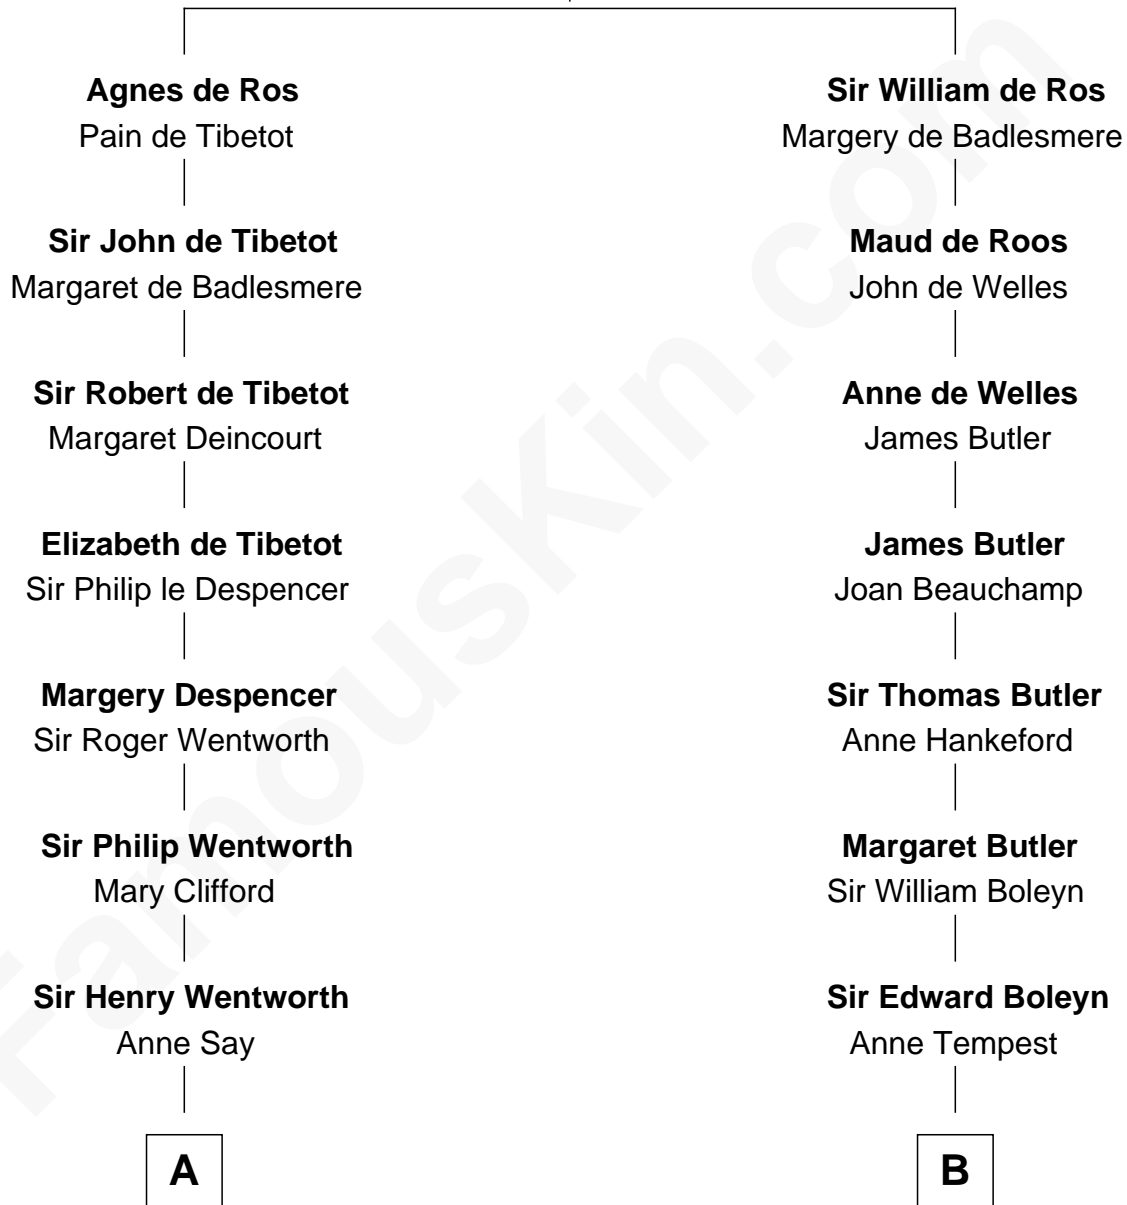 Agnes de Ros
Pain de Tibetot
Sir John de Tibetot
Margaret de Badlesmere
Sir Robert de Tibetot
Margaret Deincourt
Elizabeth de Tibetot
Sir Philip le Despencer
Margery Despencer
Sir Roger Wentworth
Sir Philip Wentworth
Mary Clifford
Sir Henry Wentworth
Anne Say
A
Sir William de Ros
Margery de Badlesmere
Maud de Roos
John de Welles
Anne de Welles
James Butler
James Butler
Joan Beauchamp
Sir Thomas Butler
Anne Hankeford
Margaret Butler
Sir William Boleyn
Sir Edward Boleyn
Anne Tempest
B
FamousKin.com